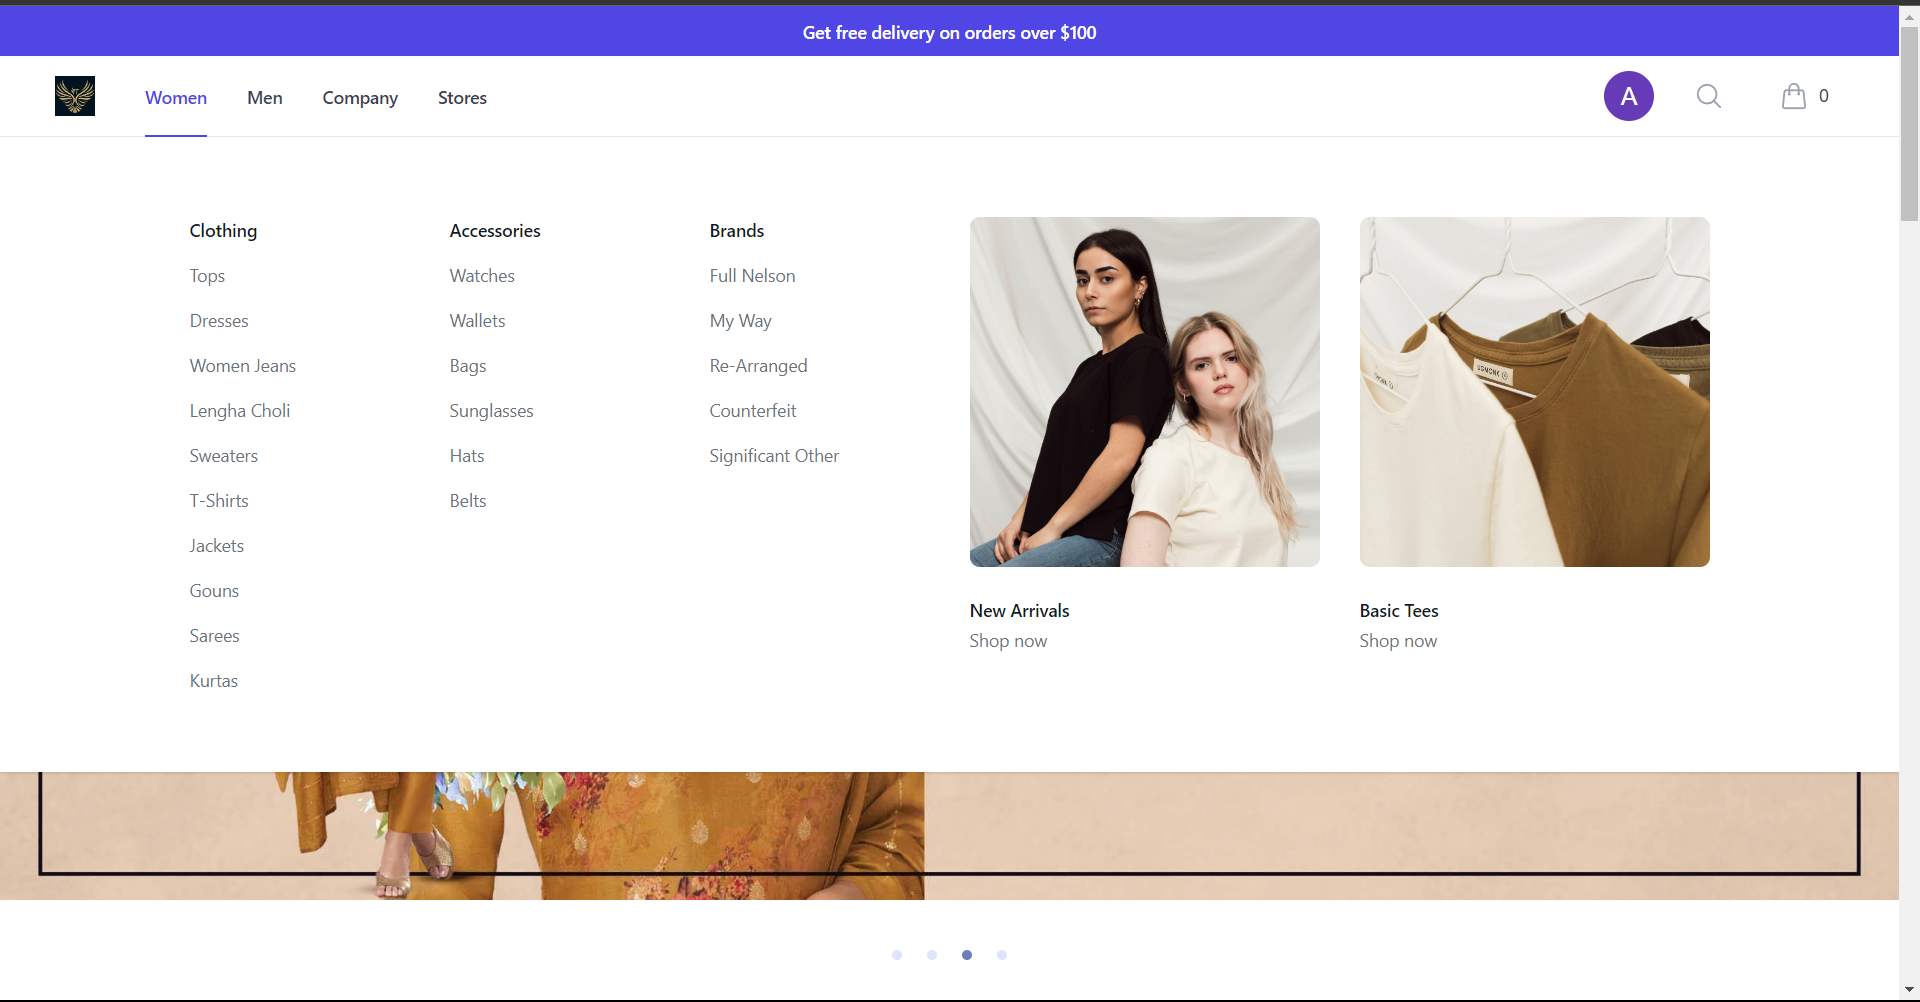 Get free delivery on orders over $100
Women
Men
Company
Stores
A
0
Clothing
Tops
Dresses
Women Jeans
Lengha Choli
Sweaters
T-Shirts
Jackets
Gouns
Sarees
Kurtas
Accessories
Watches
Wallets
Bags
Sunglasses
Hats
Belts
Brands
Full Nelson
My Way
Re-Arranged
Counterfeit
Significant Other
UGMONK
New Arrivals
Shop now
Basic Tees
Shop now